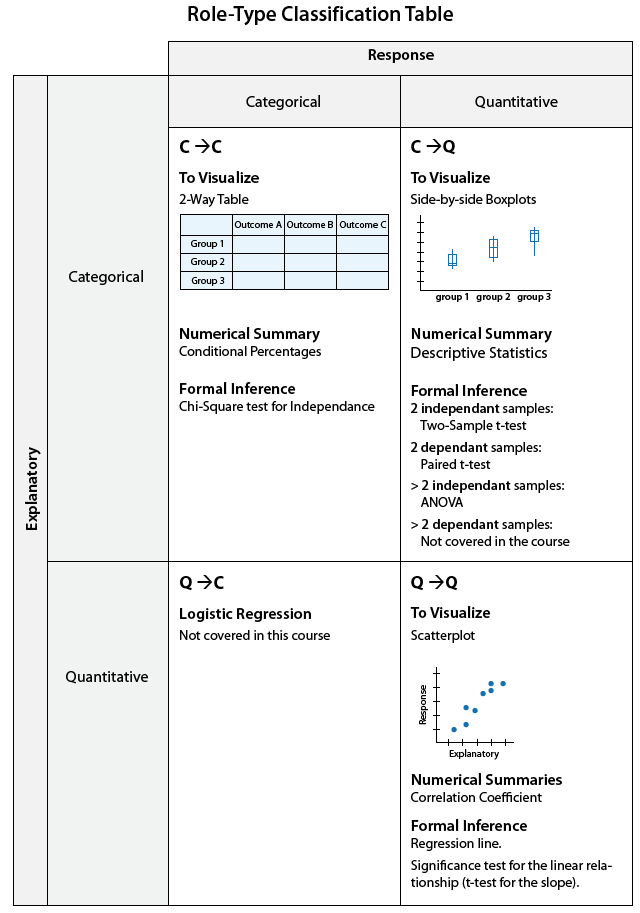 Role-Type Classification Table
Response
Categorical
Quantitative
Explanatory
Categorical
C →C
To Visualize
2-Way Table
Outcome A
Outcome B
Outcome C
Group 1
Group 2
Group 3
Numerical Summary
Conditional Percentages
Formal Inference
Chi-Square test for Independance
C →Q
To Visualize
Side-by-side Boxplots
group 1
group 2
group 3
Numerical Summary
Descriptive Statistics
Formal Inference
2 independant samples:
Two-Sample t-test
2 dependant samples:
Paired t-test
> 2 independant samples:
ANOVA
> 2 dependant samples:
Not covered in the course
Quantitative
Q →C
Logistic Regression
Not covered in this course
Q →Q
To Visualize
Scatterplot
Response
Explanatory
Numerical Summaries
Correlation Coefficient
Formal Inference
Regression line.
Significance test for the linear rela-
tionship (t-test for the slope).